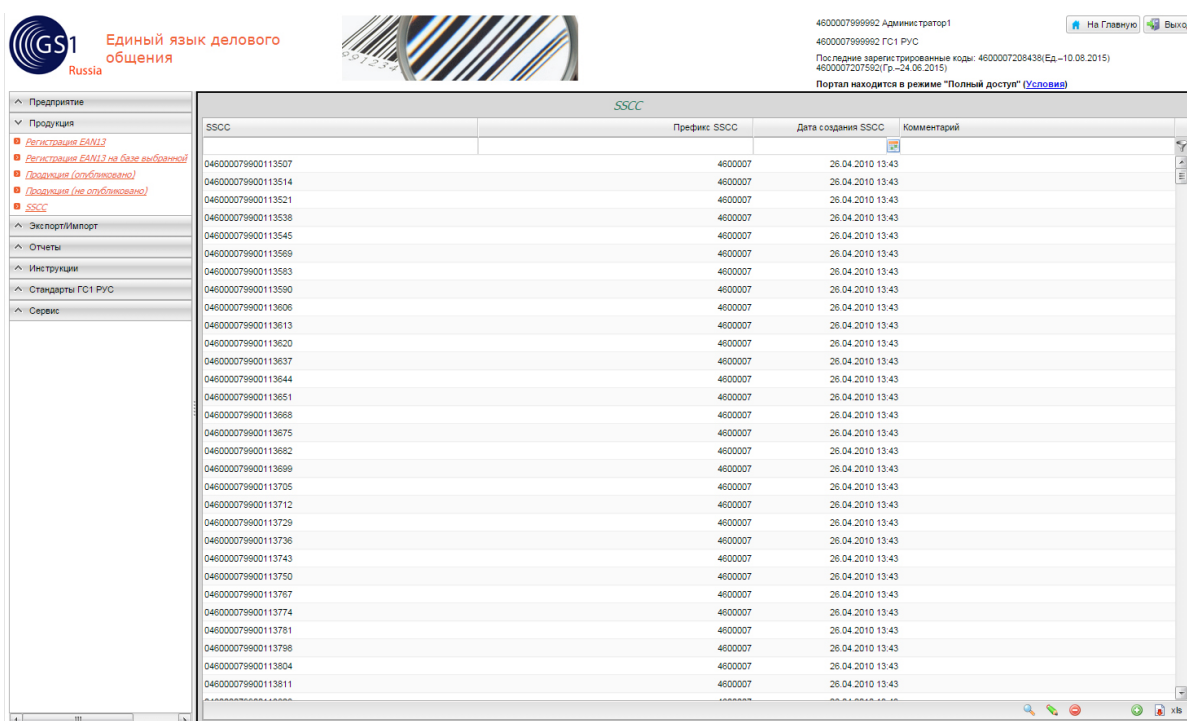 GS1
Russia
Единый язык делового
общения
991234
4600007999992 Администратор1
На Главную
4600007999992 ГС1 РУС
Последние зарегистрированные коды: 4600007208438(Ед.–10.08.2015)
4600007207592(Гр.–24.06.2015)
Портал находится в режиме "Полный доступ" (Условия)
Предприятие
Продукция
Регистрация EAN13
Регистрация EAN13 на базе выбранной
Продукция (опубликовано)
Продукция (не опубликовано)
SSCC
Экспорт/Импорт
Отчеты
Инструкции
Стандарты ГС1 РУС
Сервис
SSCC
SSCC Префикс SSCC Дата создания SSCC Комментарий
046000079900113507 4600007 26.04.2010 13:43
046000079900113514 4600007 26.04.2010 13:43
046000079900113521 4600007 26.04.2010 13:43
046000079900113538 4600007 26.04.2010 13:43
046000079900113545 4600007 26.04.2010 13:43
046000079900113569 4600007 26.04.2010 13:43
046000079900113583 4600007 26.04.2010 13:43
046000079900113590 4600007 26.04.2010 13:43
046000079900113606 4600007 26.04.2010 13:43
046000079900113613 4600007 26.04.2010 13:43
046000079900113620 4600007 26.04.2010 13:43
046000079900113637 4600007 26.04.2010 13:43
046000079900113644 4600007 26.04.2010 13:43
046000079900113651 4600007 26.04.2010 13:43
046000079900113668 4600007 26.04.2010 13:43
046000079900113675 4600007 26.04.2010 13:43
046000079900113682 4600007 26.04.2010 13:43
046000079900113699 4600007 26.04.2010 13:43
046000079900113705 4600007 26.04.2010 13:43
046000079900113712 4600007 26.04.2010 13:43
046000079900113729 4600007 26.04.2010 13:43
046000079900113736 4600007 26.04.2010 13:43
046000079900113743 4600007 26.04.2010 13:43
046000079900113750 4600007 26.04.2010 13:43
046000079900113767 4600007 26.04.2010 13:43
046000079900113774 4600007 26.04.2010 13:43
046000079900113781 4600007 26.04.2010 13:43
046000079900113798 4600007 26.04.2010 13:43
046000079900113804 4600007 26.04.2010 13:43
046000079900113811 4600007 26.04.2010 13:43
xls